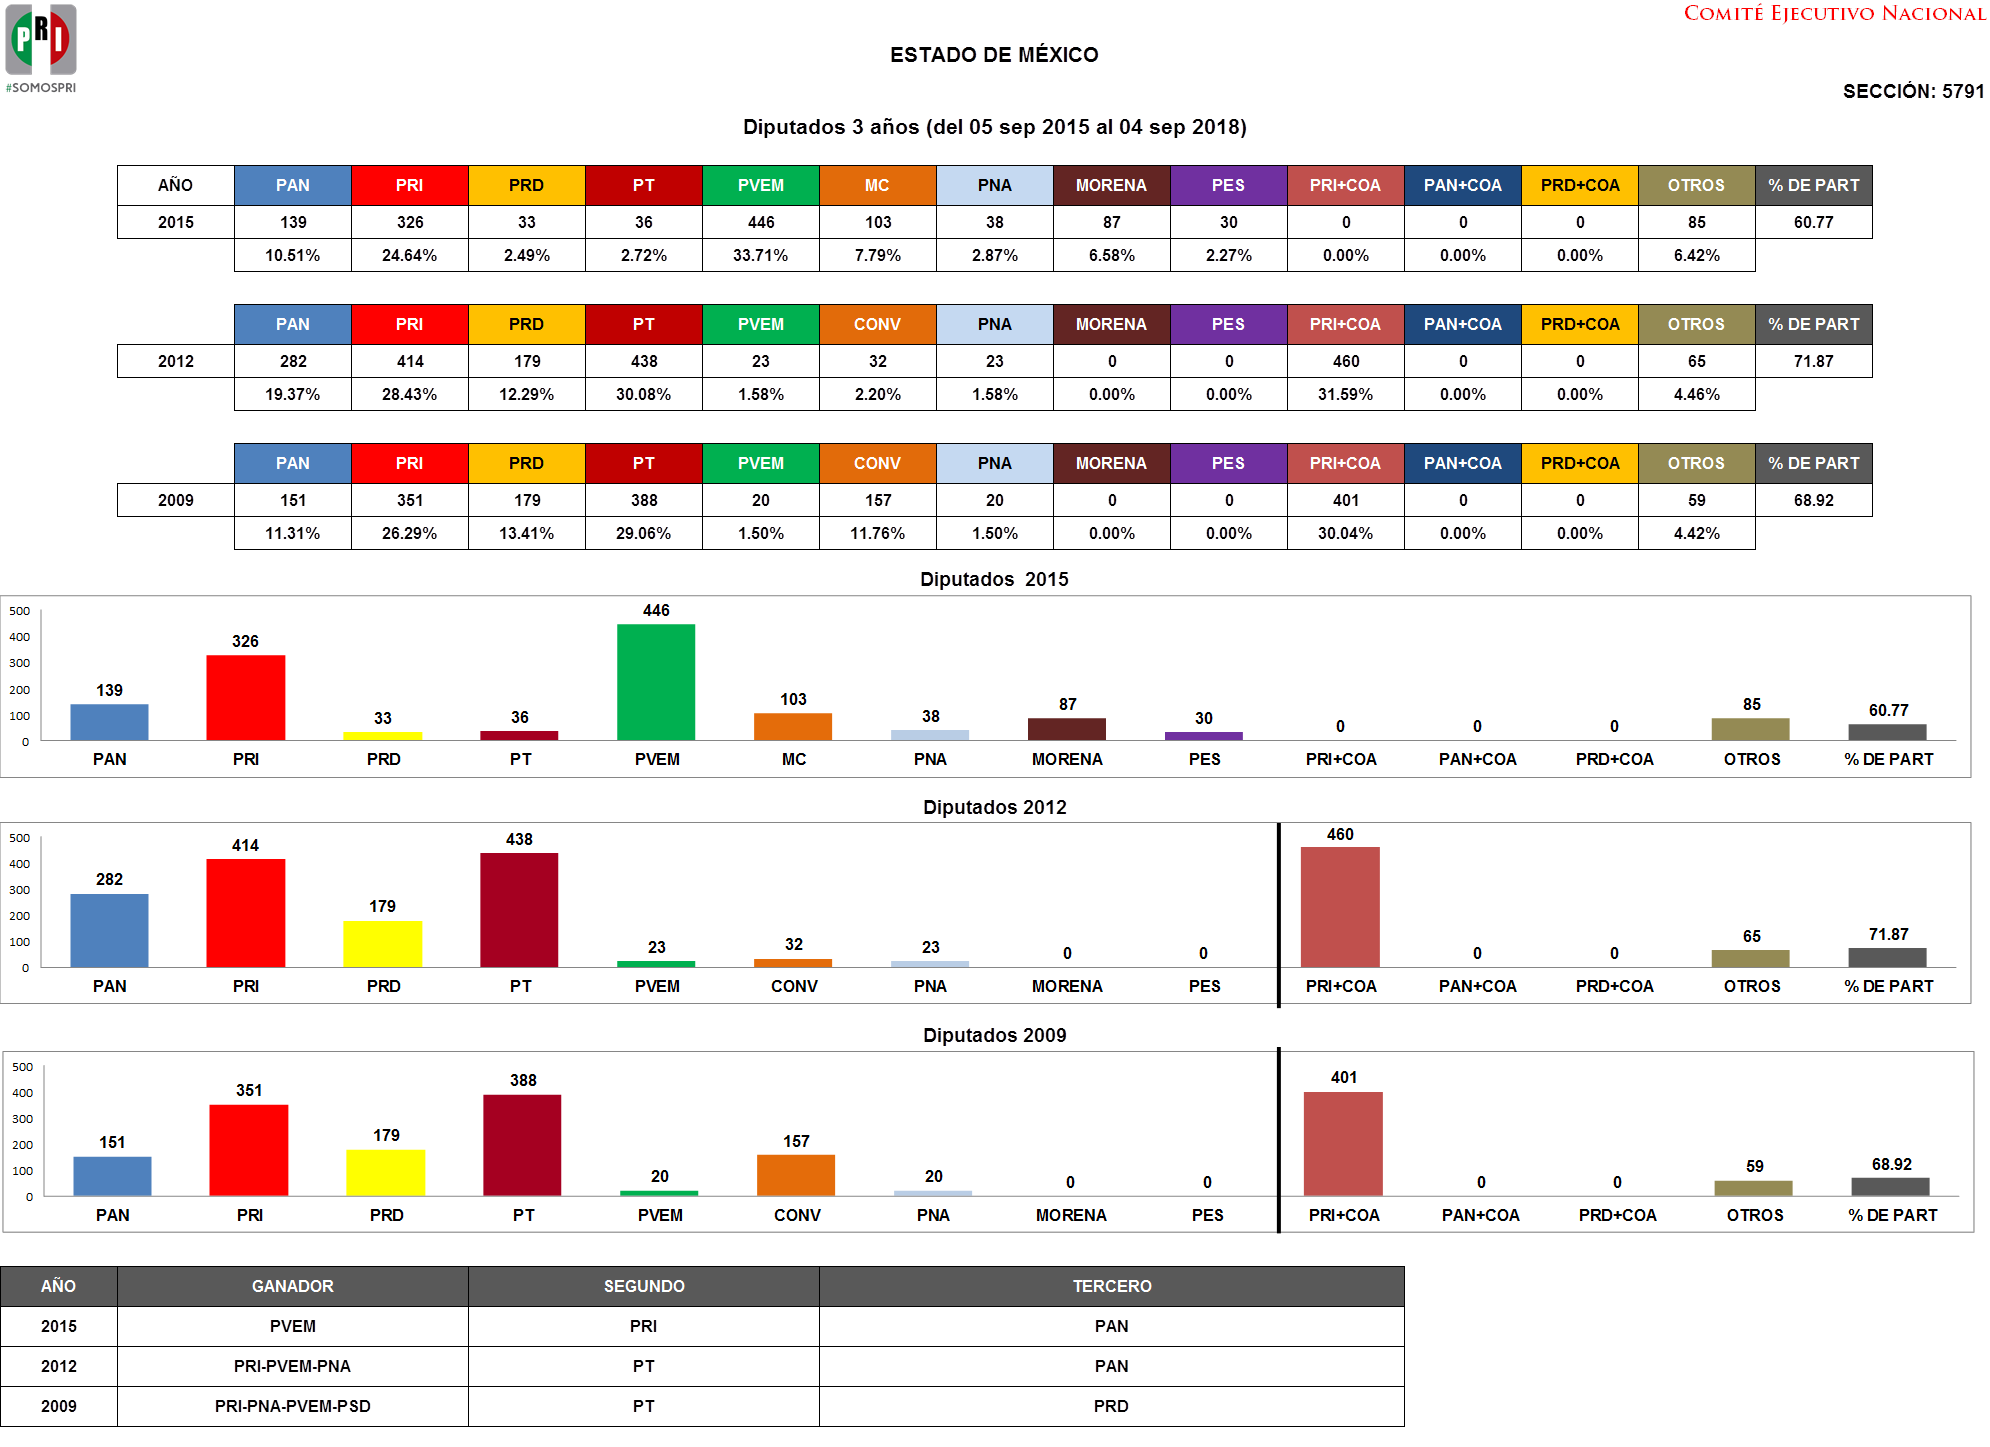 PRI
#SOMOSPRI
COMITÉ EJECUTIVO NACIONAL
ESTADO DE MÉXICO
SECCIÓN: 5791
Diputados 3 años (del 05 sep 2015 al 04 sep 2018)
AÑO PAN PRI PRD PT PVEM MC PNA MORENA PES PRI+COA PAN+COA PRD+COA OTROS % DE PART
2015 139 326 33 36 446 103 38 87 30 0 0 0 85 60.77
10.51% 24.64% 2.49% 2.72% 33.71% 7.79% 2.87% 6.58% 2.27% 0.00% 0.00% 0.00% 6.42%
PAN PRI PRD PT PVEM CONV PNA MORENA PES PRI+COA PAN+COA PRD+COA OTROS % DE PART
2012 282 414 179 438 23 32 23 0 0 460 0 0 65 71.87
19.37% 28.43% 12.29% 30.08% 1.58% 2.20% 1.58% 0.00% 0.00% 31.59% 0.00% 0.00% 4.46%
PAN PRI PRD PT PVEM CONV PNA MORENA PES PRI+COA PAN+COA PRD+COA OTROS % DE PART
2009 151 351 179 388 20 157 20 0 0 401 0 0 59 68.92
11.31% 26.29% 13.41% 29.06% 1.50% 11.76% 1.50% 0.00% 0.00% 30.04% 0.00% 0.00% 4.42%
Diputados 2015
500
400
300
200
100
0
139 326 33 36 446 103 38 87 30 0 0 0 85 60.77
PAN PRI PRD PT PVEM MC PNA MORENA PES PRI+COA PAN+COA PRD+COA OTROS % DE PART
Diputados 2012
500
400
300
200
100
0
282 414 179 438 23 32 23 0 0 460 0 0 65 71.87
PAN PRI PRD PT PVEM CONV PNA MORENA PES PRI+COA PAN+COA PRD+COA OTROS % DE PART
Diputados 2009
500
400
300
200
100
0
151 351 179 388 20 157 20 0 0 401 0 0 59 68.92
PAN PRI PRD PT PVEM CONV PNA MORENA PES PRI+COA PAN+COA PRD+COA OTROS % DE PART
AÑO GANADOR SEGUNDO TERCERO
2015 PVEM PRI PAN
2012 PRI-PVEM-PNA PT PAN
2009 PRI-PNA-PVEM-PSD PT PRD